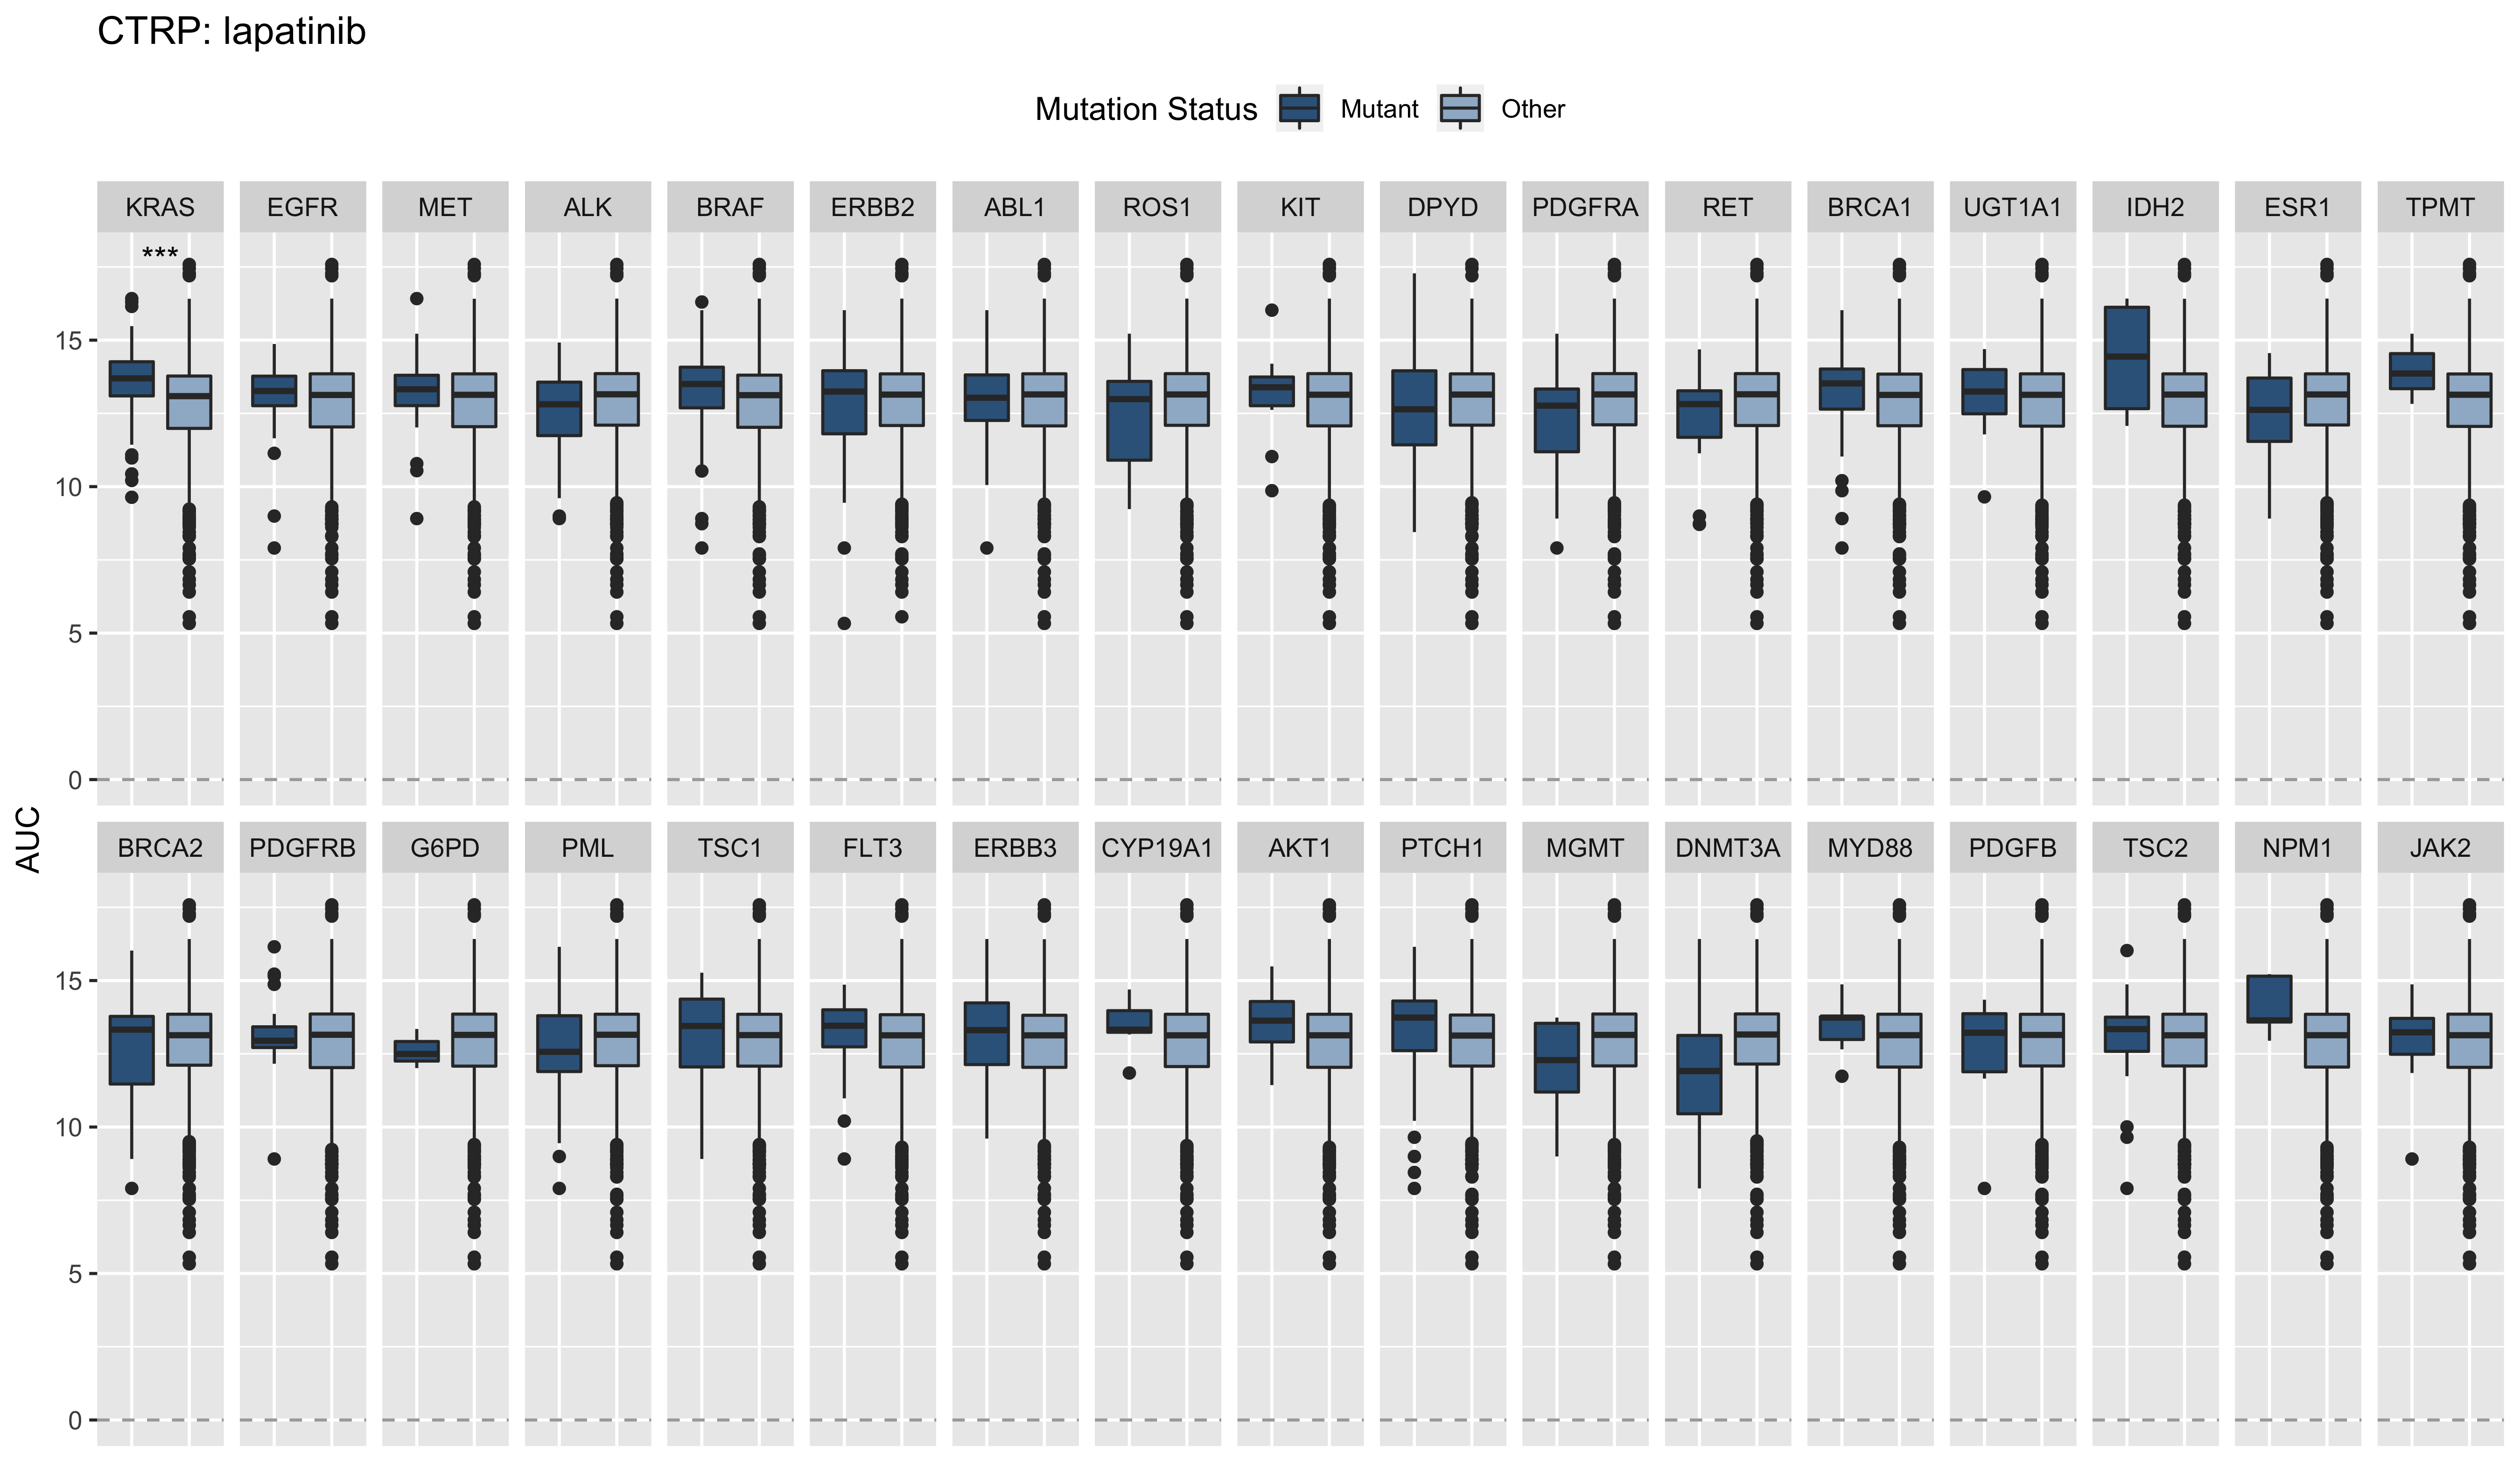 CTRP: lapatinib
Mutation Status Mutant Other
KRAS EGFR MET ALK BRAF ERBB2 ABL1 ROS1 KIT DPYD PDGFRA RET BRCA1 UGT1A1 IDH2 ESR1 TPMT
***
15
10
5
0
AUC
BRCA2 PDGFRB G6PD PML TSC1 FLT3 ERBB3 CYP19A1 AKT1 PTCH1 MGMT DNMT3A MYD88 PDGFB TSC2 NPM1 JAK2
15
10
5
0